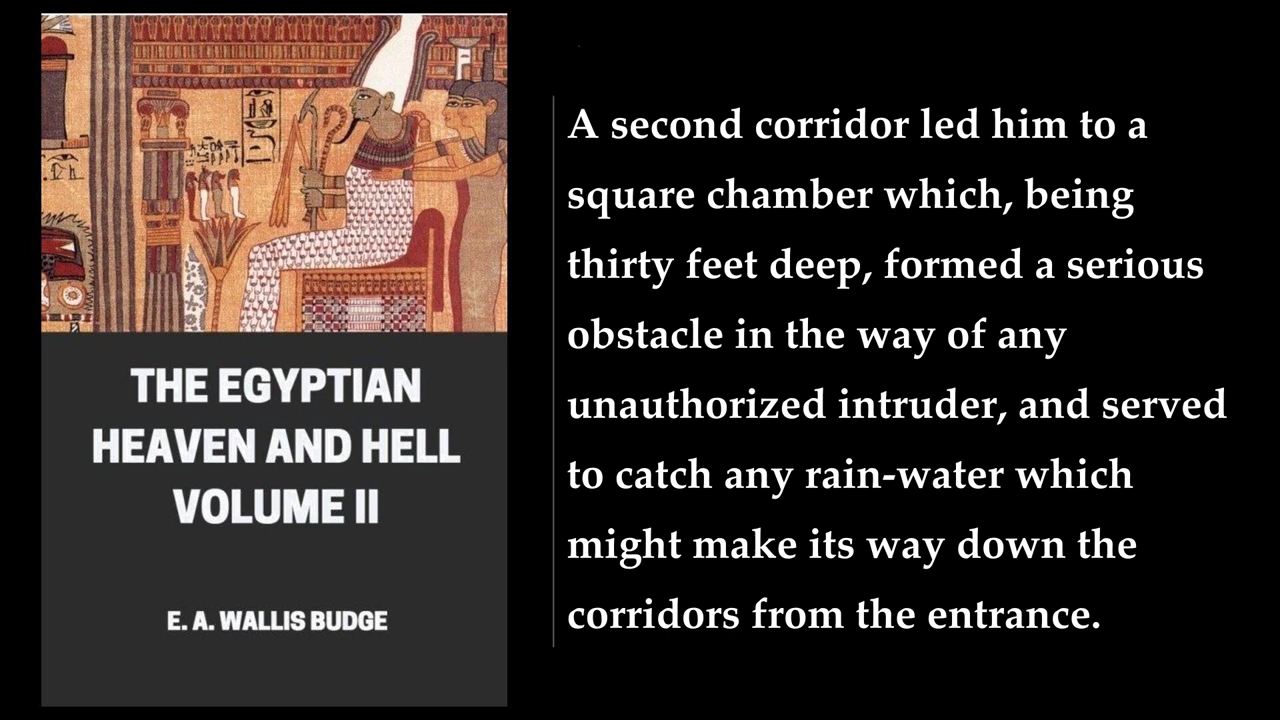 THE EGYPTIAN
HEAVEN AND HELL
VOLUME II
E. A. WALLIS BUDGE
A second corridor led him to a
square chamber which, being
thirty feet deep, formed a serious
obstacle in the way of any
unauthorized intruder, and served
to catch any rain-water which
might make its way down the
corridors from the entrance.